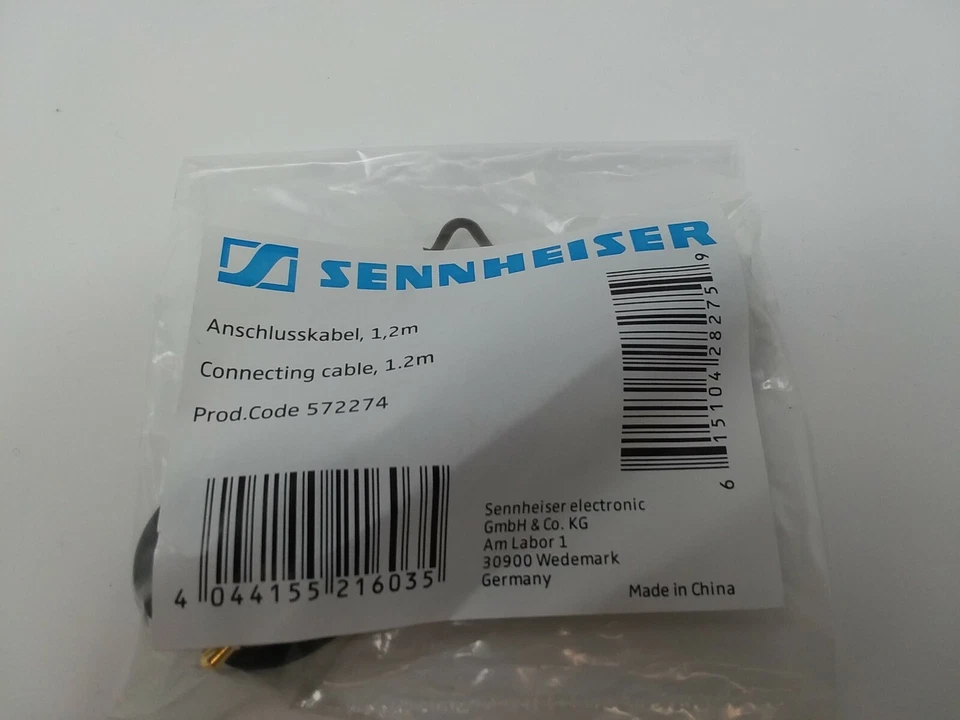 SENNHEISER
Anschlusskabel, 1,2m
Connecting cable, 1.2m
Prod.Code 572274
6 15104 28275 9
4 044155 216035
Sennheiser electronic
GmbH & Co. KG
Am Labor 1
30900 Wedemark
Germany
Made in China